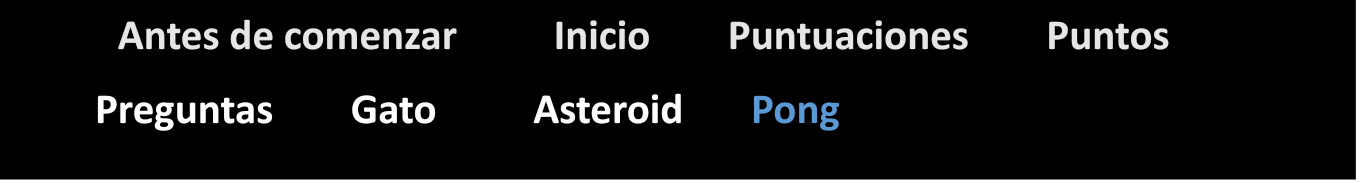 Antes de comenzar Inicio Puntuaciones Puntos
Preguntas Gato Asteroid Pong